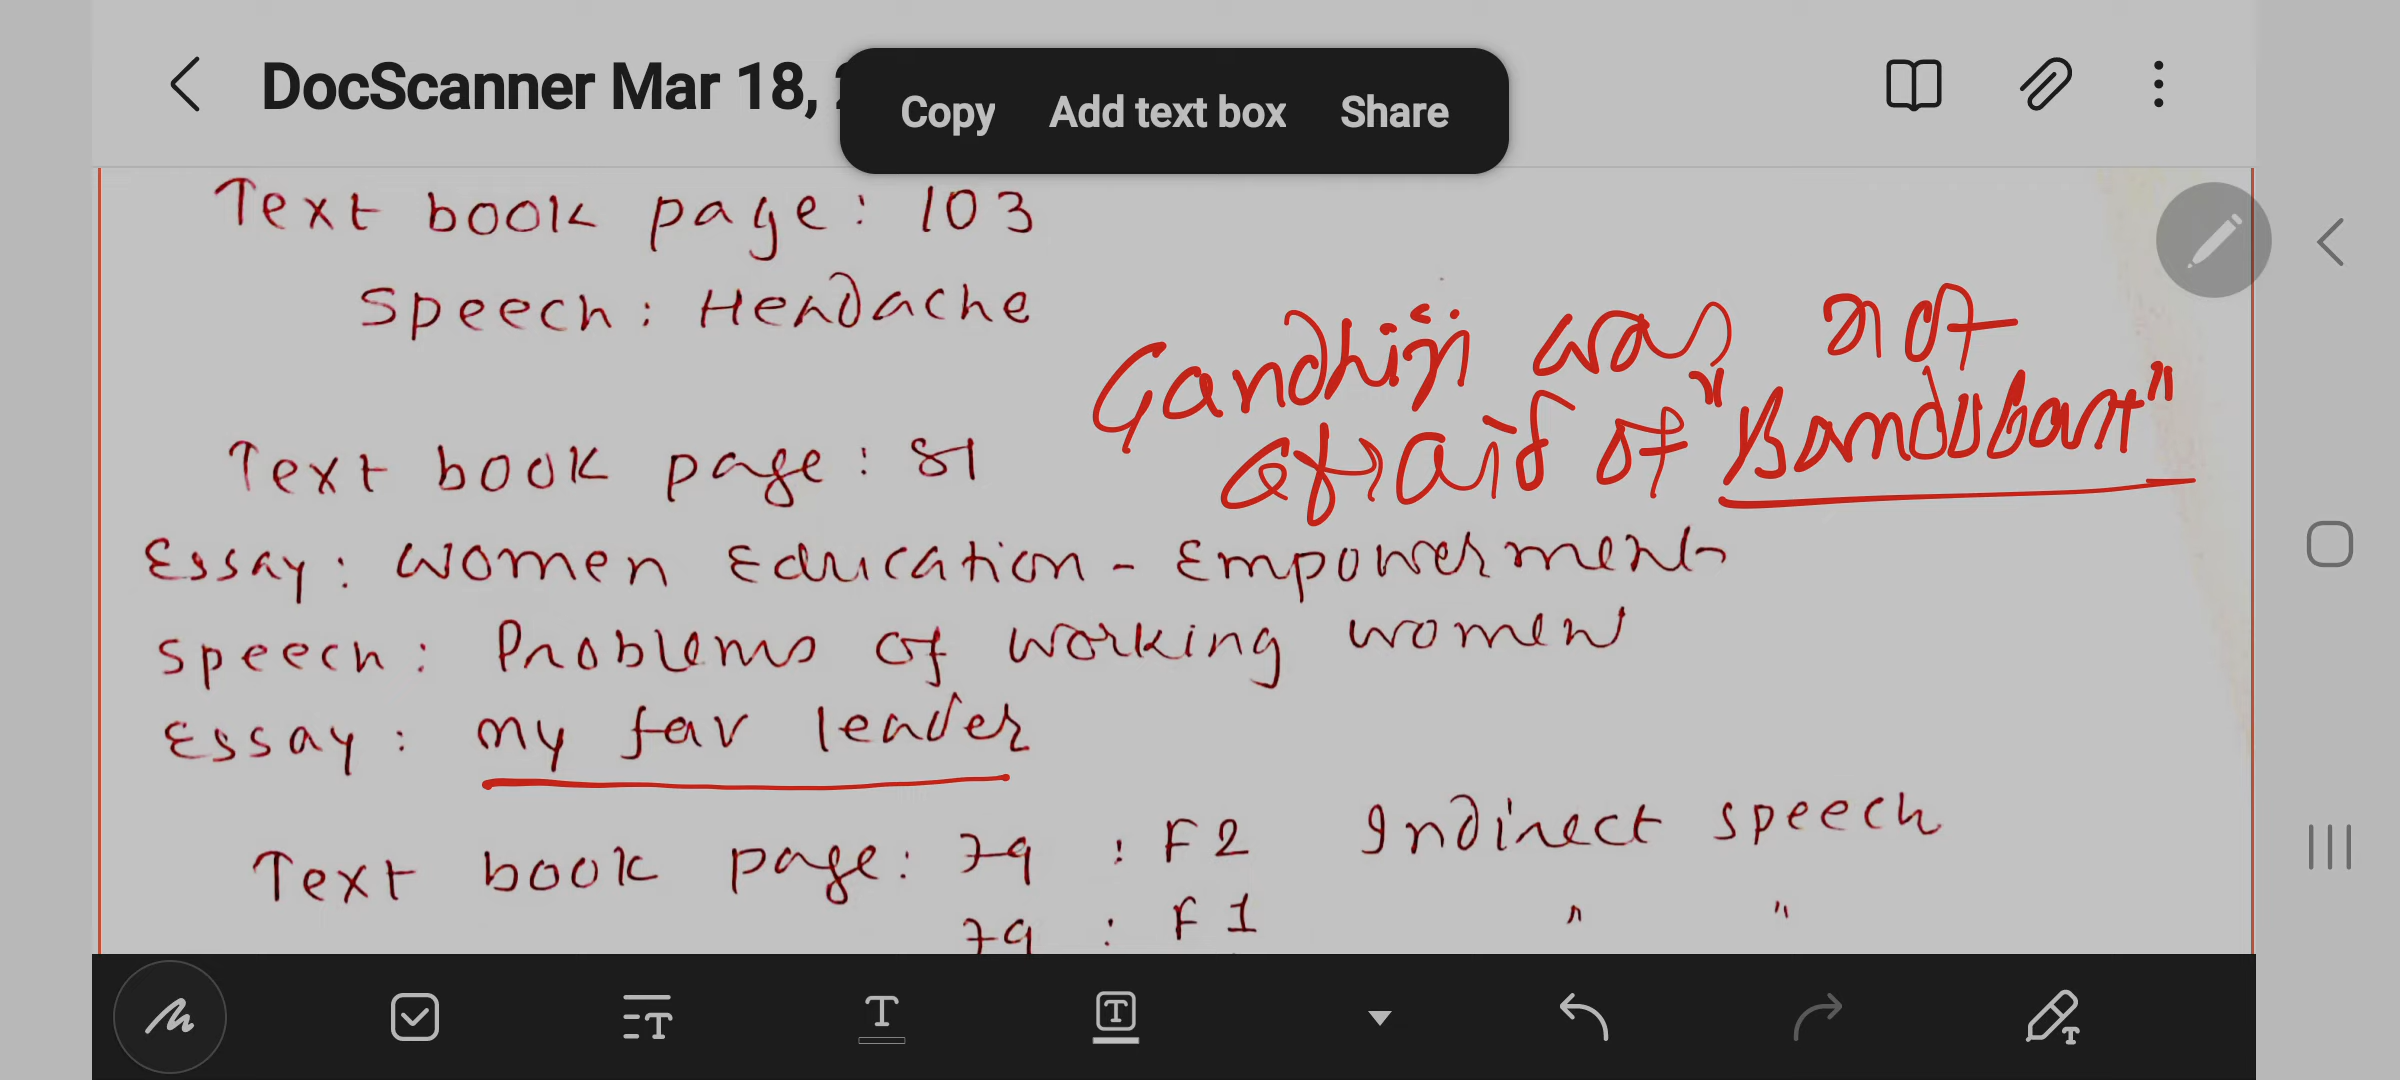 DocScanner Mar 18,
Copy Add text box Share
Text book page: 103
Speech: Headache
Gandhiji was not
afraid of "Bandobant"
Text book page: 81
Essay: Women Education - Empowerment
Speech: Problems of working women
Essay: my fav leader
Text book page: 79 : F2 Indirect speech
79 : F1 " "